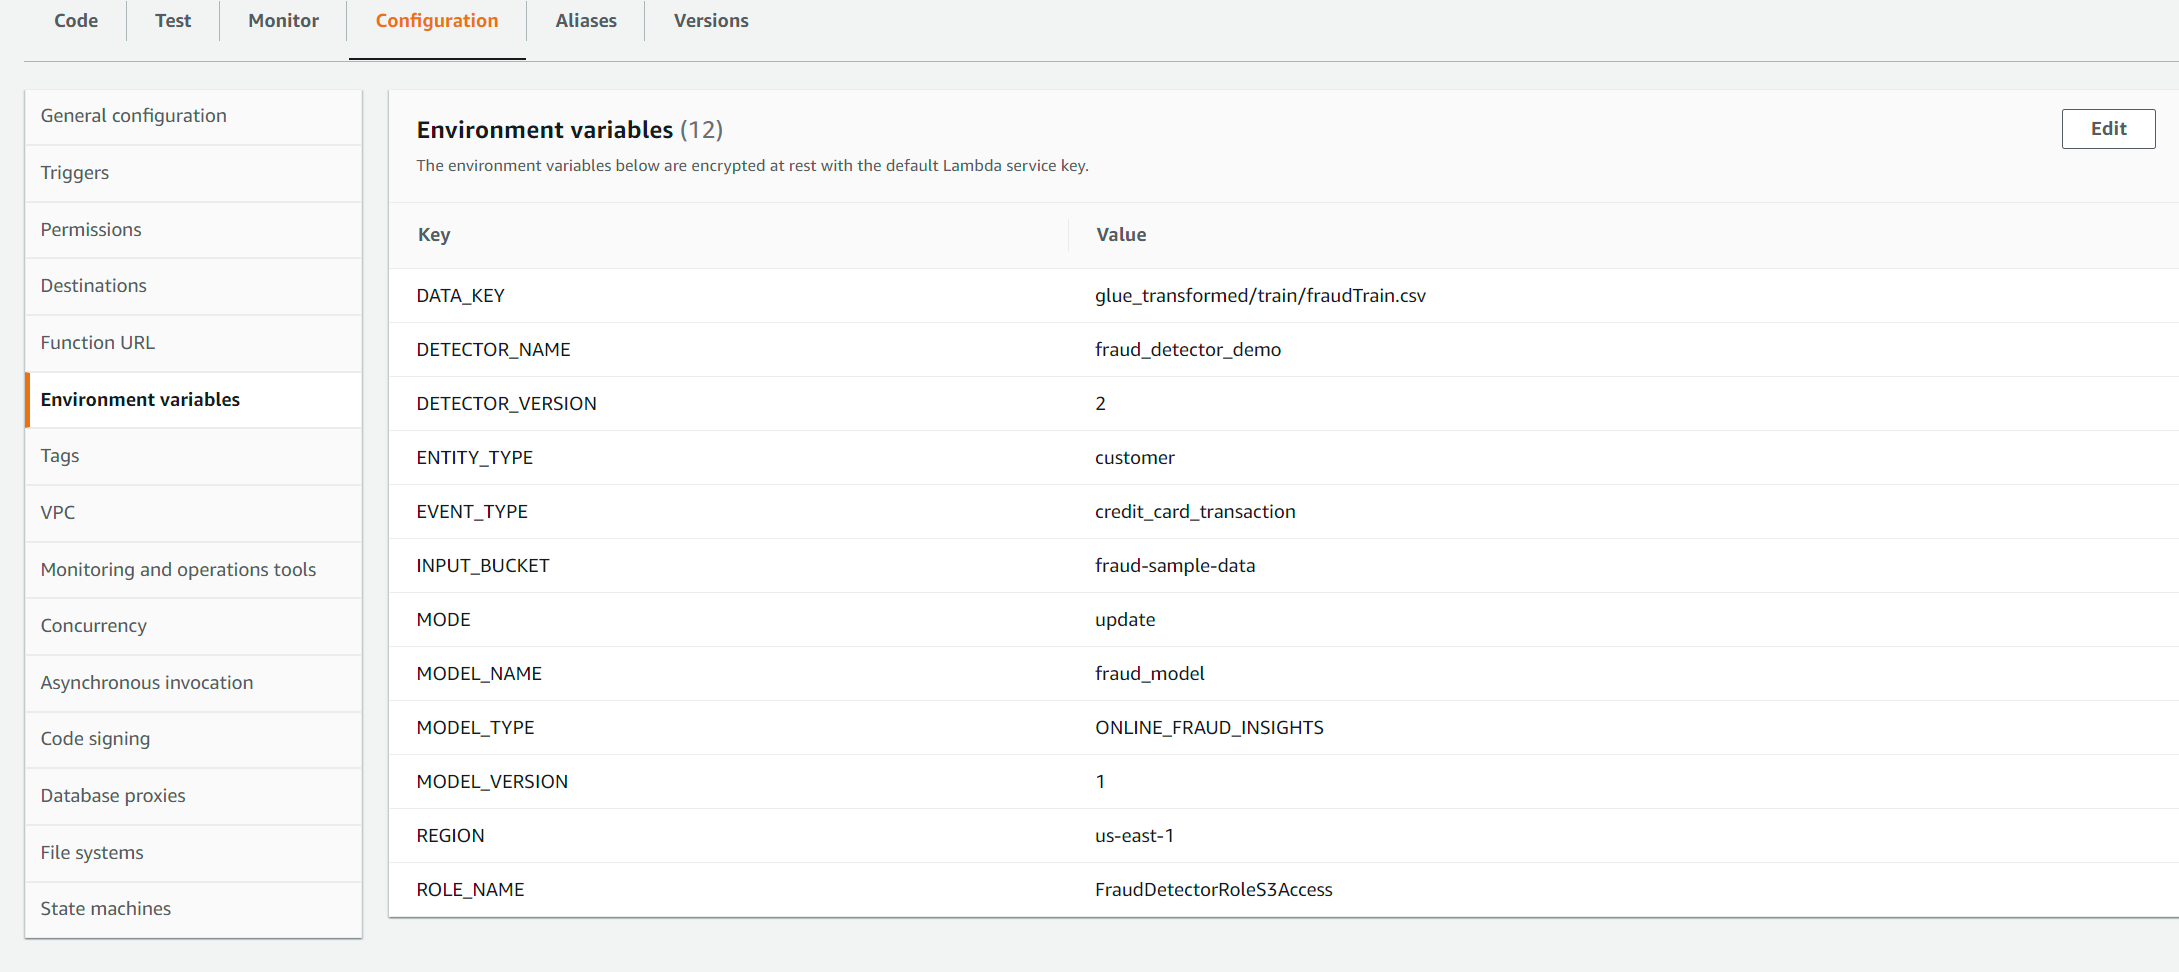 Code Test Monitor Configuration Aliases Versions
General configuration
Triggers
Permissions
Destinations
Function URL
Environment variables
Tags
VPC
Monitoring and operations tools
Concurrency
Asynchronous invocation
Code signing
Database proxies
File systems
State machines
Environment variables (12)
Edit
The environment variables below are encrypted at rest with the default Lambda service key.
Key Value
DATA_KEY glue_transformed/train/fraudTrain.csv
DETECTOR_NAME fraud_detector_demo
DETECTOR_VERSION 2
ENTITY_TYPE customer
EVENT_TYPE credit_card_transaction
INPUT_BUCKET fraud-sample-data
MODE update
MODEL_NAME fraud_model
MODEL_TYPE ONLINE_FRAUD_INSIGHTS
MODEL_VERSION 1
REGION us-east-1
ROLE_NAME FraudDetectorRoleS3Access